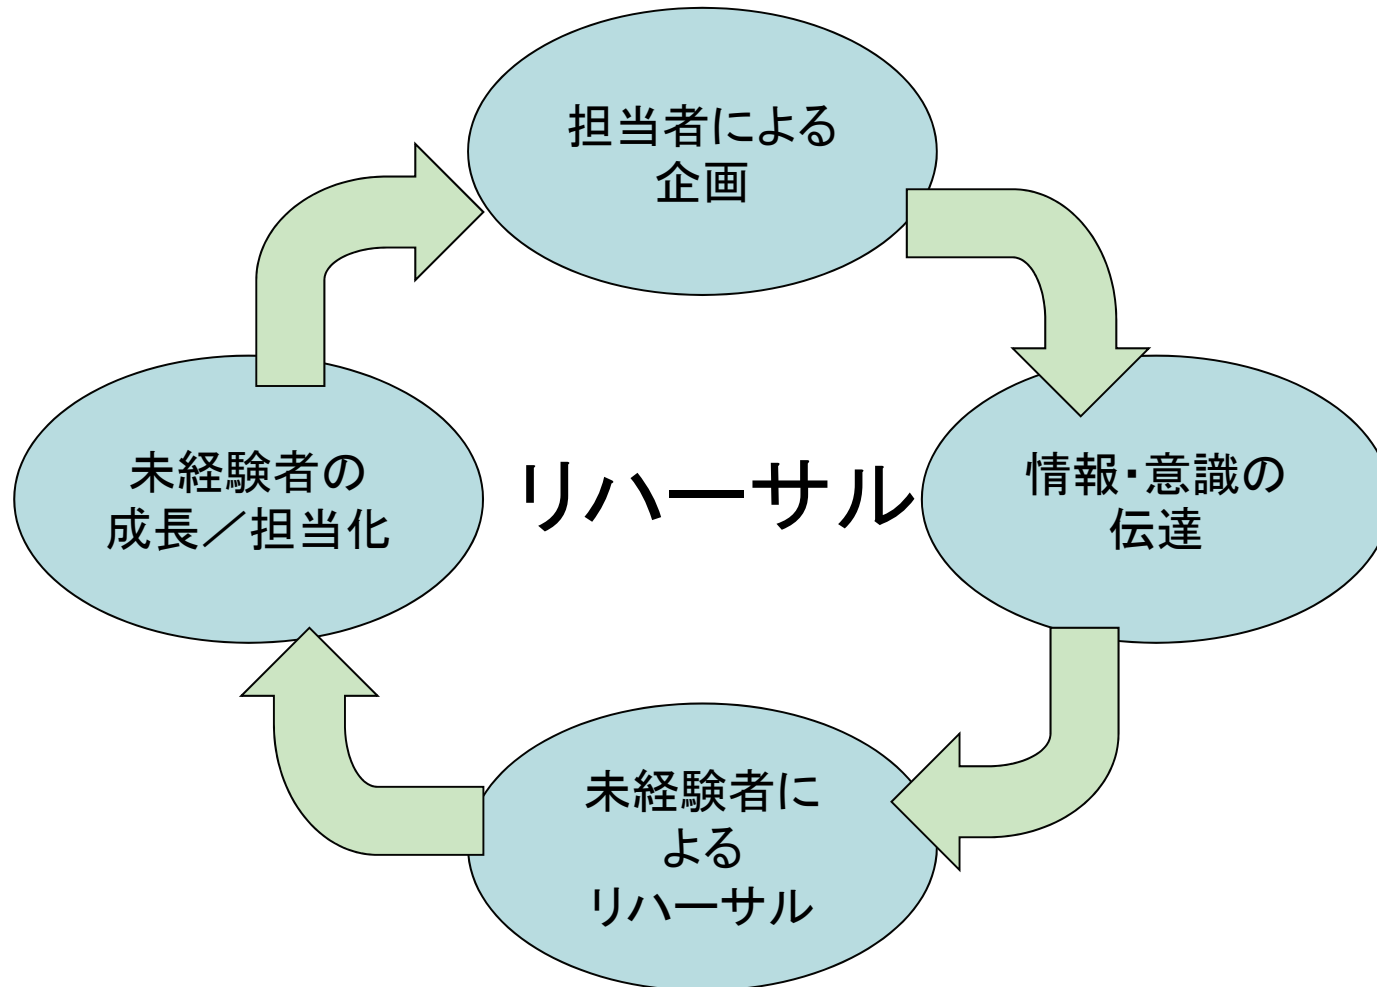 担当者による
企画
情報・意識の
伝達
未経験者に
よる
リハーサル
未経験者の
成長／担当化
リハーサル